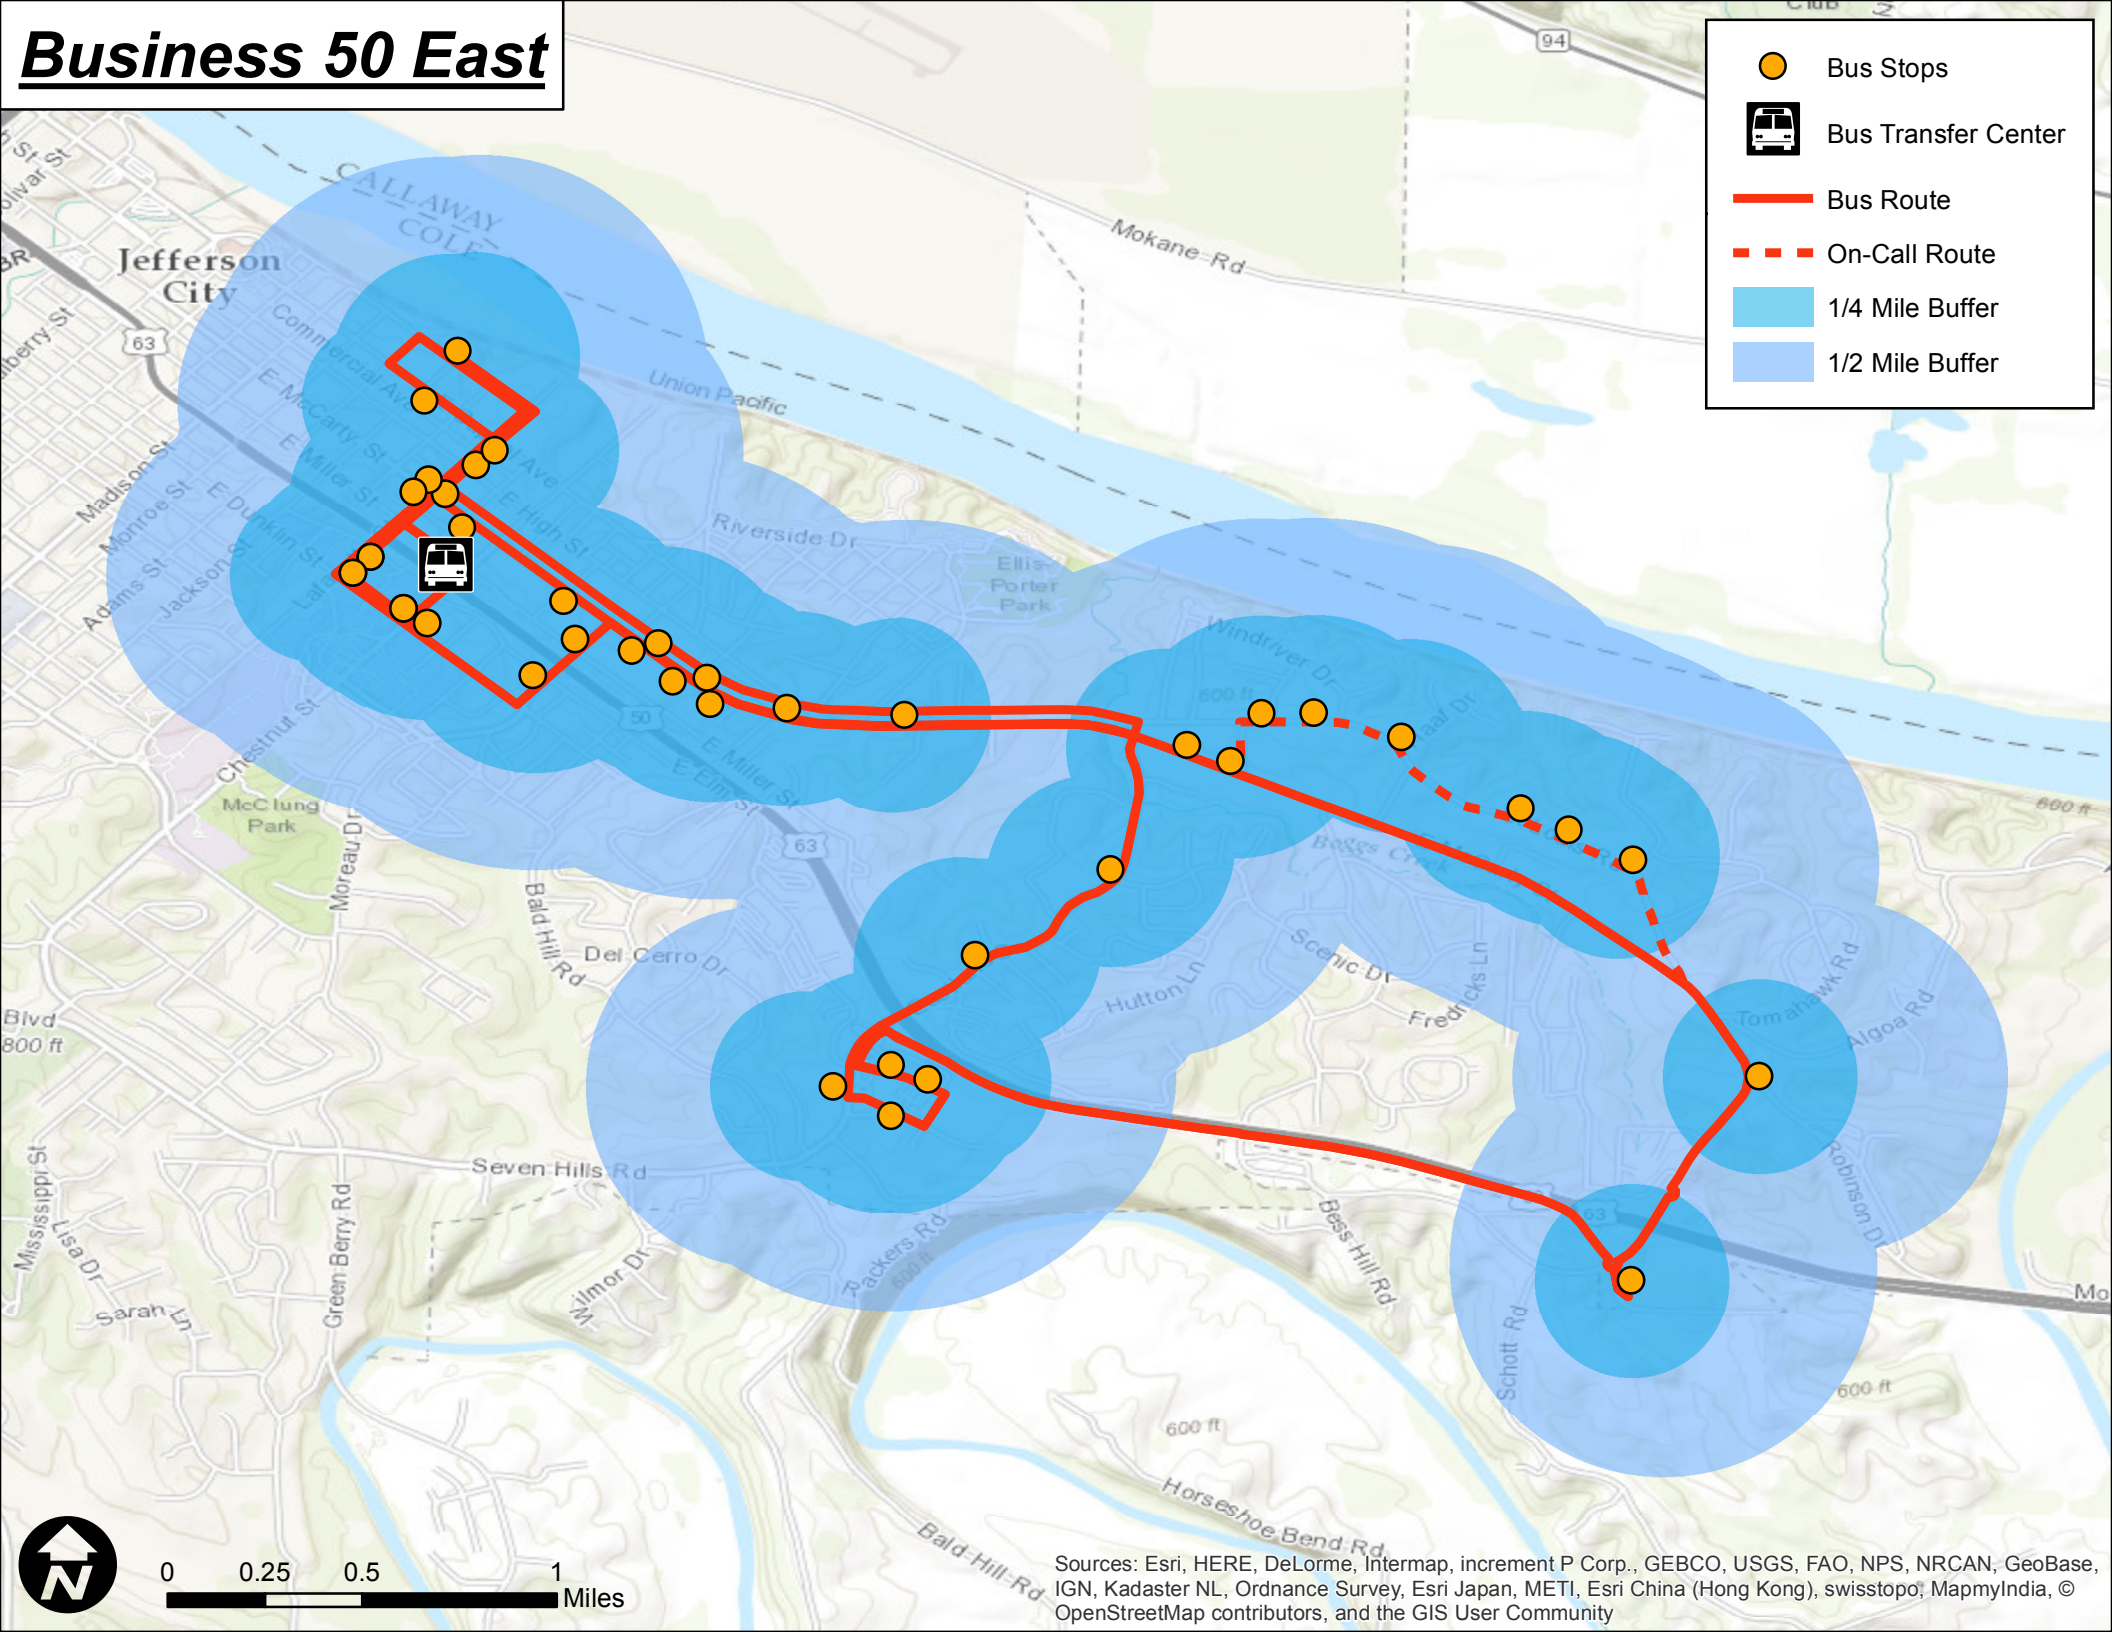 Business 50 East
Bus Stops
Bus Transfer Center
Bus Route
On-Call Route
1/4 Mile Buffer
1/2 Mile Buffer
94
Mokane Rd
CALLAWAY
COLE
Jefferson
City
63
Union Pacific
Commercial Ave
E McCarty St
E Miller St
E Dunklin St
E High St
Madison St
Monroe St
Adams St
Jackson St
Riverside Dr
Ellis-
Porter
Park
Windriver Dr
600 ft
50
E Miller St
E Elm St
63
Chestnut St
McClung
Park
Moreau Dr
Bald Hill Rd
Del Cerro Dr
Boggs Creek
Scenic Dr
Fredricks Ln
Hutton Ln
Tomahawk Rd
Algoa Rd
Robinson Dr
600 ft
Blvd
800 ft
Seven Hills Rd
Mississippi St
Lisa Dr
Sarah Ln
Green Berry Rd
Wilmor Dr
Packers Rd
600 ft
Bess Hill Rd
63
Schott Rd
600 ft
Mo
600 ft
Horseshoe Bend Rd
Bald Hill Rd
N
0 0.25 0.5 1
Miles
Sources: Esri, HERE, DeLorme, Intermap, increment P Corp., GEBCO, USGS, FAO, NPS, NRCAN, GeoBase,
IGN, Kadaster NL, Ordnance Survey, Esri Japan, METI, Esri China (Hong Kong), swisstopo, MapmyIndia, ©
OpenStreetMap contributors, and the GIS User Community